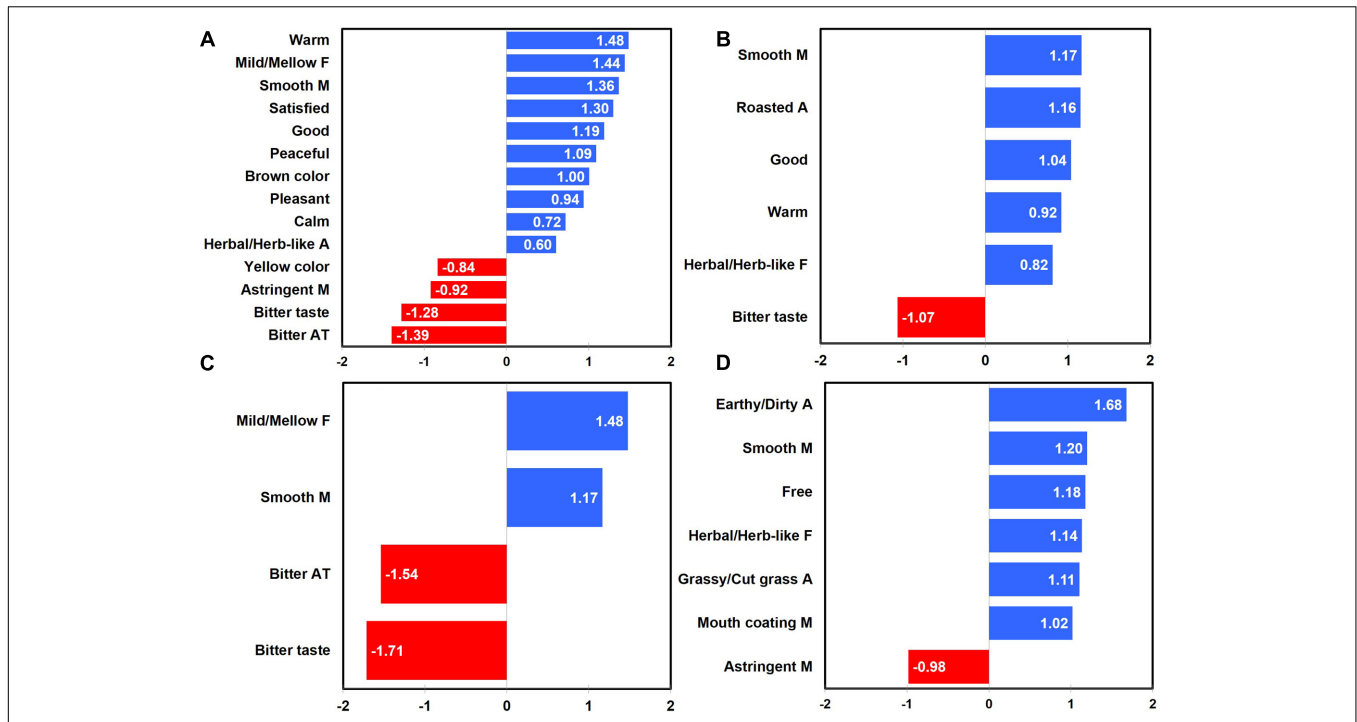 A
Warm 1.48
Mild/Mellow F 1.44
Smooth M 1.36
Satisfied 1.30
Good 1.19
Peaceful 1.09
Brown color 1.00
Pleasant 0.94
Calm 0.72
Herbal/Herb-like A 0.60
Yellow color -0.84
Astringent M -0.92
Bitter taste -1.28
Bitter AT -1.39
-2 -1 0 1 2
B
Smooth M 1.17
Roasted A 1.16
Good 1.04
Warm 0.92
Herbal/Herb-like F 0.82
Bitter taste -1.07
-2 -1 0 1 2
C
Mild/Mellow F 1.48
Smooth M 1.17
Bitter AT -1.54
Bitter taste -1.71
-2 -1 0 1 2
D
Earthy/Dirty A 1.68
Smooth M 1.20
Free 1.18
Herbal/Herb-like F 1.14
Grassy/Cut grass A 1.11
Mouth coating M 1.02
Astringent M -0.98
-2 -1 0 1 2